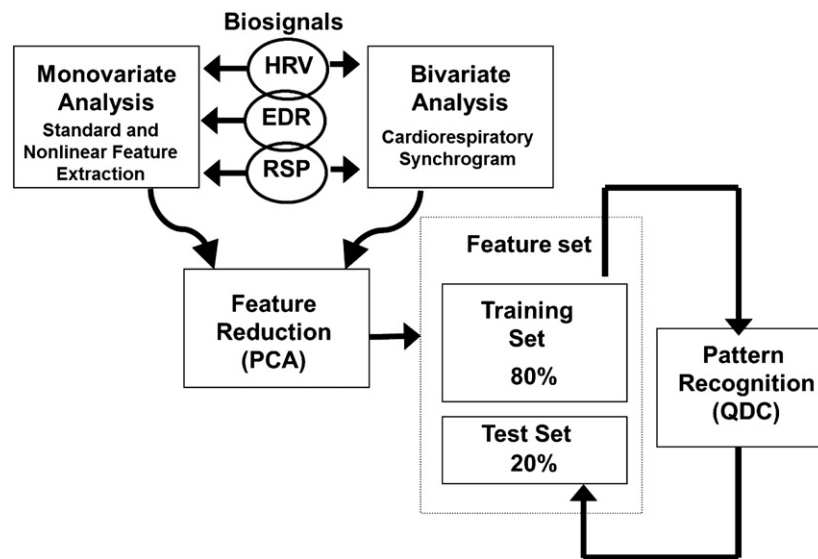 Biosignals
Monovariate
Analysis
Standard and
Nonlinear Feature
Extraction
HRV
EDR
RSP
Bivariate
Analysis
Cardiorespiratory
Synchrogram
Feature
Reduction
(PCA)
Feature set
Training
Set
80%
Test Set
20%
Pattern
Recognition
(QDC)